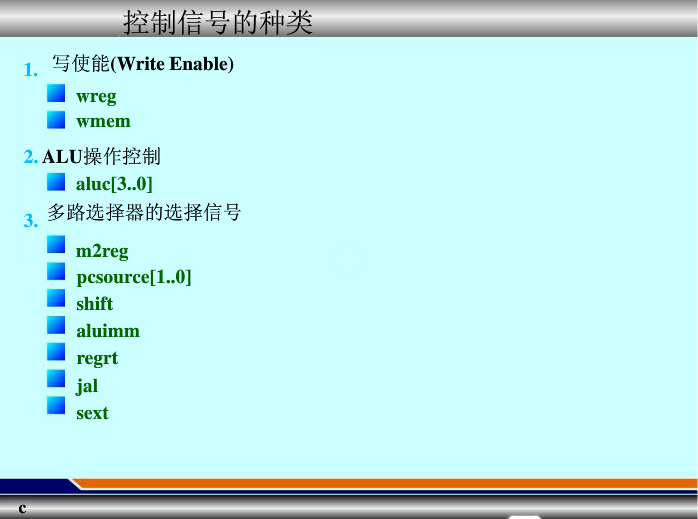 控制信号的种类
1. 写使能(Write Enable)
wreg
wmem
2. ALU操作控制
aluc[3..0]
3. 多路选择器的选择信号
m2reg
pcsource[1..0]
shift
aluimm
regrt
jal
sext
c